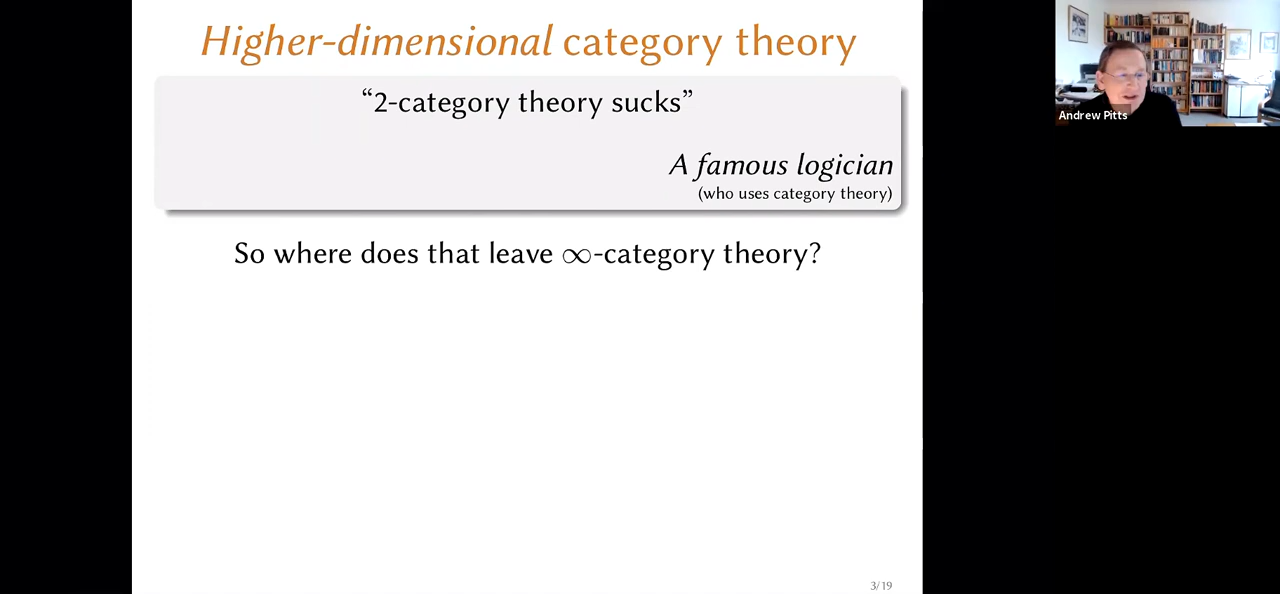 Higher-dimensional category theory
“2-category theory sucks”
A famous logician
(who uses category theory)
So where does that leave ∞-category theory?
3/19
Andrew Pitts